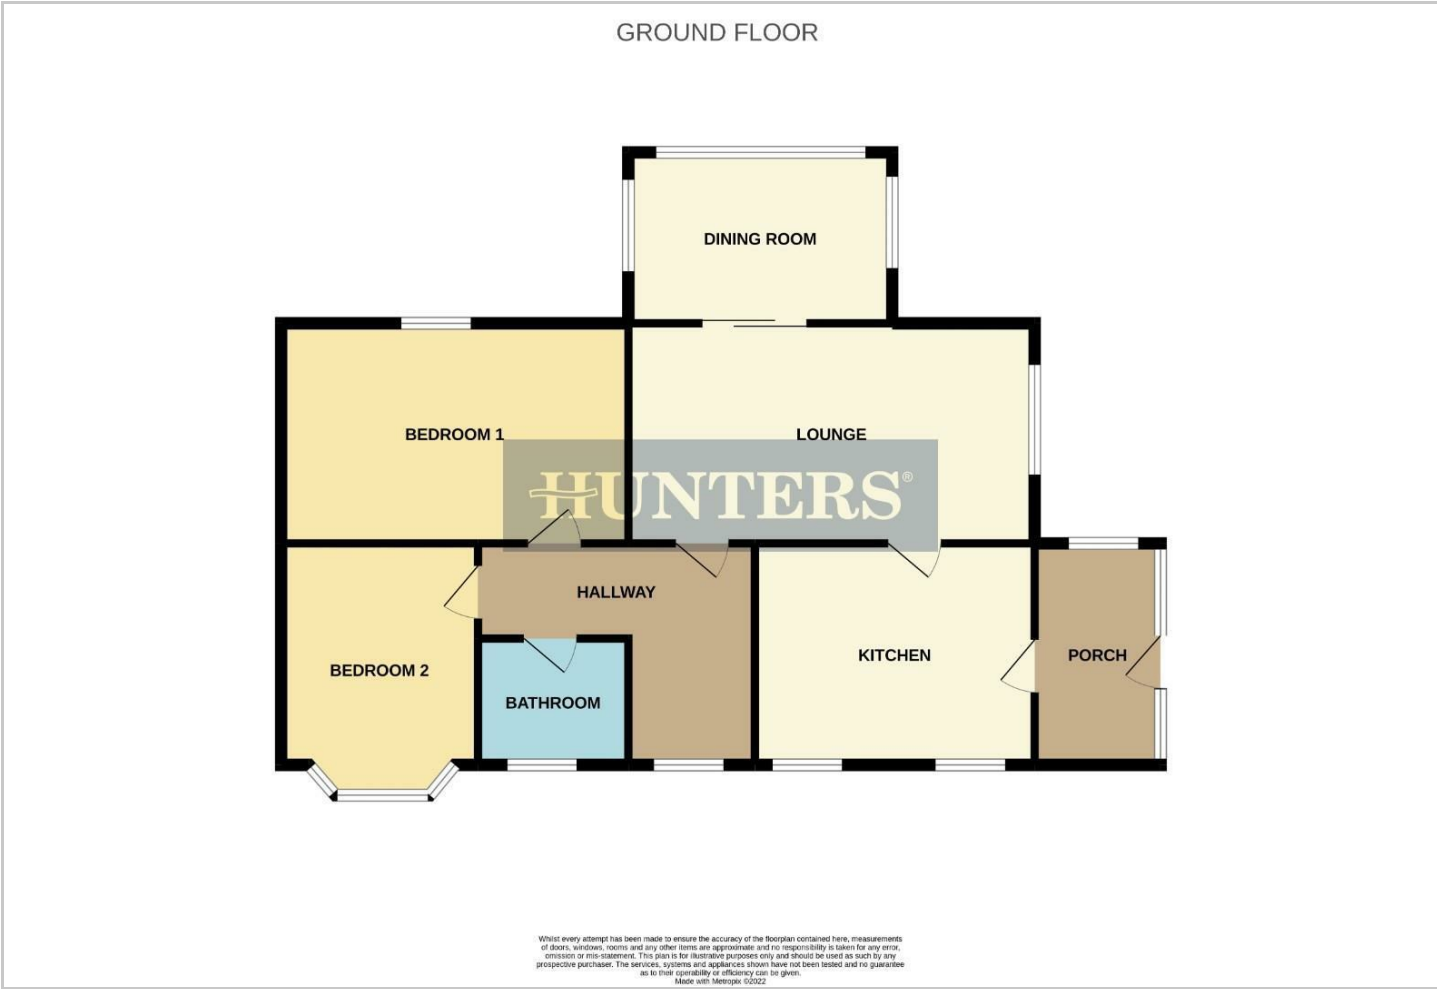 GROUND FLOOR
DINING ROOM
BEDROOM 1
LOUNGE
HUNTERS®
HALLWAY
KITCHEN
PORCH
BEDROOM 2
BATHROOM
Whilst every attempt has been made to ensure the accuracy of the floorplan contained here, measurements
of doors, windows, rooms and any other items are approximate and no responsibility is taken for any error,
omission or mis-statement. This plan is for illustrative purposes only and should be used as such by any
prospective purchaser. The services, systems and appliances shown have not been tested and no guarantee
as to their operability or efficiency can be given.
Made with Metropix ©2022